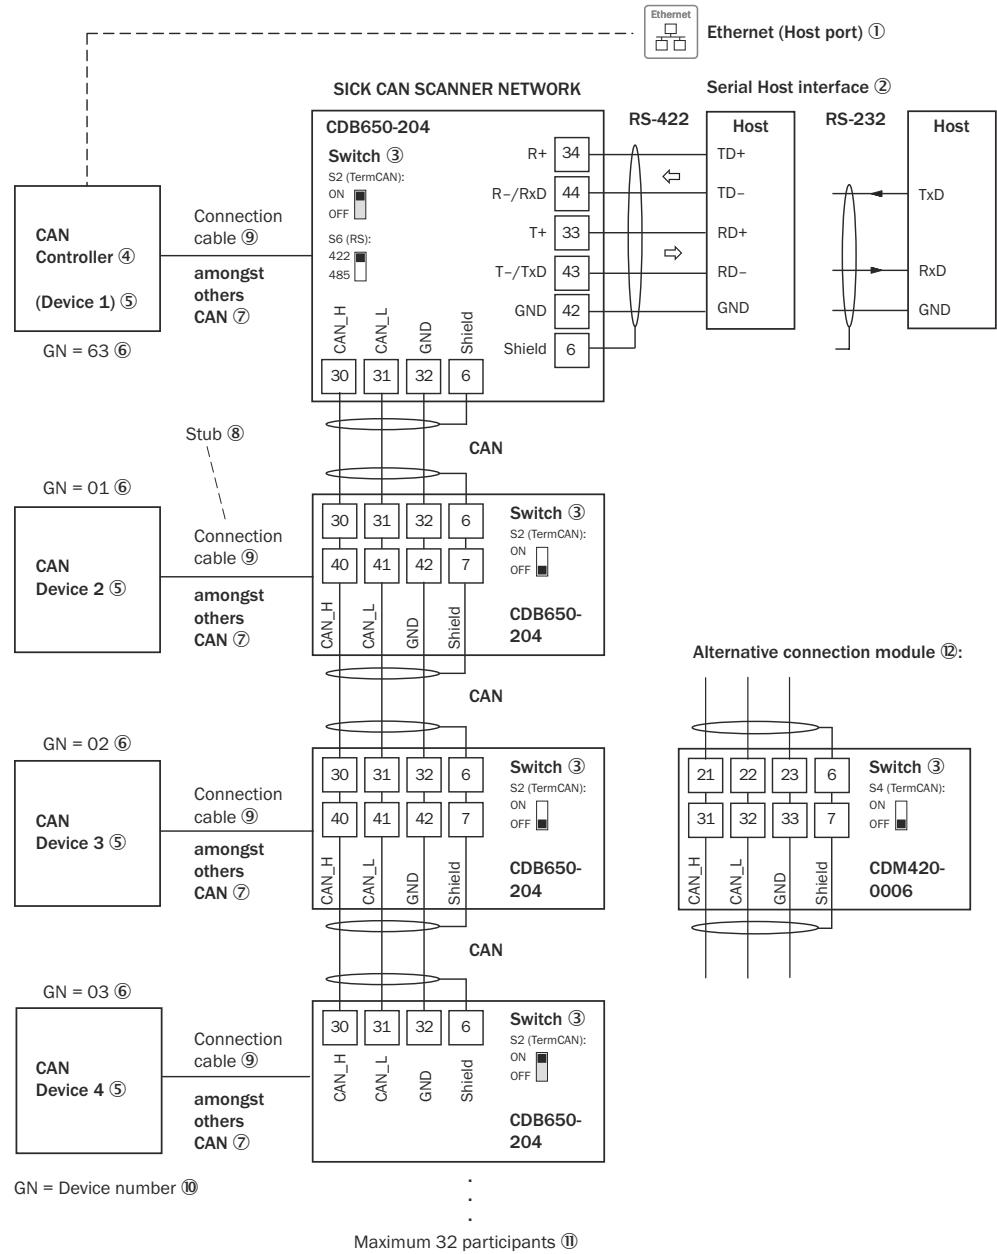 Ethernet
Ethernet (Host port) ①
SICK CAN SCANNER NETWORK
Serial Host interface ②
CDB650-204
Switch ③
S2 (TermCAN):
ON
OFF
S6 (RS):
422
485
R+ 34
R–/RxD 44
T+ 33
T–/TxD 43
GND 42
Shield 6
RS-422
Host
TD+
TD–
RD+
RD–
GND
RS-232
Host
TxD
RxD
GND
CAN
Controller ④
(Device 1) ⑤
GN = 63 ⑥
Connection
cable ⑨
amongst
others
CAN ⑦
CAN_H CAN_L GND Shield
30 31 32 6
CAN
Stub ⑧
GN = 01 ⑥
CAN
Device 2 ⑤
Connection
cable ⑨
amongst
others
CAN ⑦
30 31 32 6
40 41 42 7
CAN_H CAN_L GND Shield
Switch ③
S2 (TermCAN):
ON
OFF
CDB650-
204
CAN
GN = 02 ⑥
CAN
Device 3 ⑤
Connection
cable ⑨
amongst
others
CAN ⑦
30 31 32 6
40 41 42 7
CAN_H CAN_L GND Shield
Switch ③
S2 (TermCAN):
ON
OFF
CDB650-
204
Alternative connection module ⑫:
21 22 23 6
31 32 33 7
CAN_H CAN_L GND Shield
Switch ③
S4 (TermCAN):
ON
OFF
CDM420-
0006
CAN
GN = 03 ⑥
CAN
Device 4 ⑤
Connection
cable ⑨
amongst
others
CAN ⑦
30 31 32 6
CAN_H CAN_L GND Shield
Switch ③
S2 (TermCAN):
ON
OFF
CDB650-
204
GN = Device number ⑩
.
.
.
Maximum 32 participants ⑪